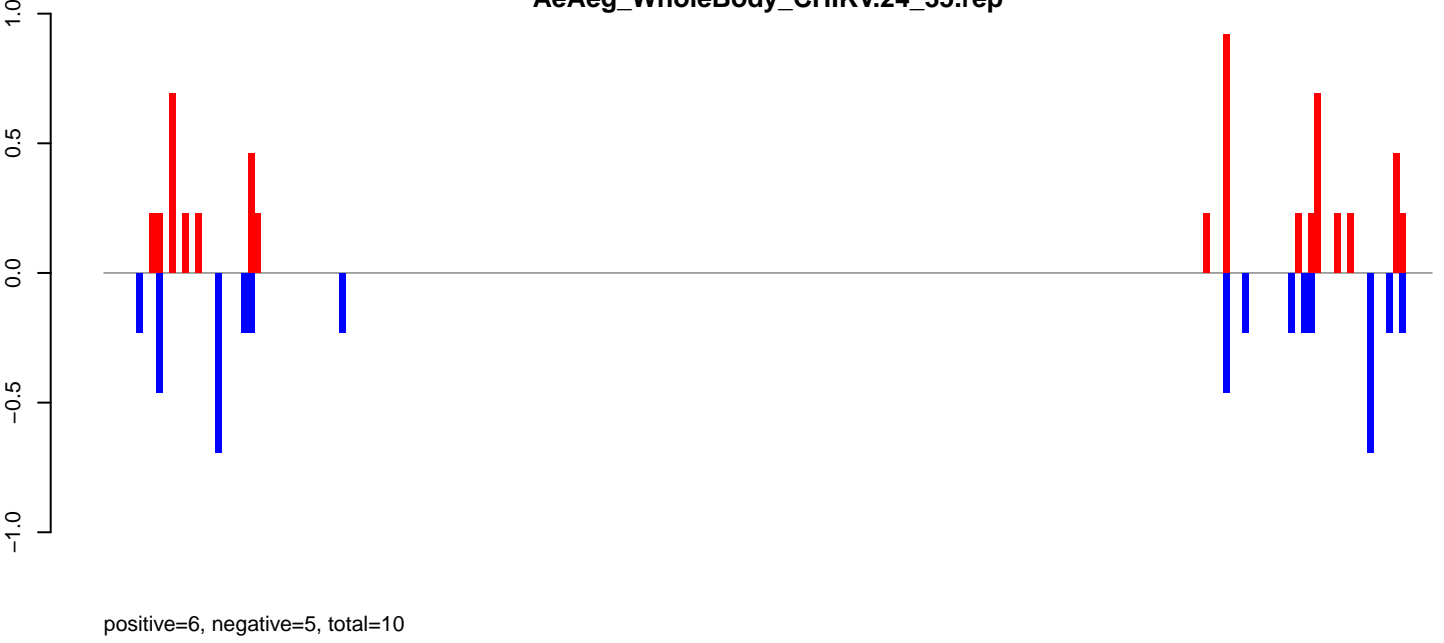 AeAeg_WholeBody_CHIKV.24_35.rep
1.0
0.5
0.0
−0.5
−1.0
positive=6, negative=5, total=10